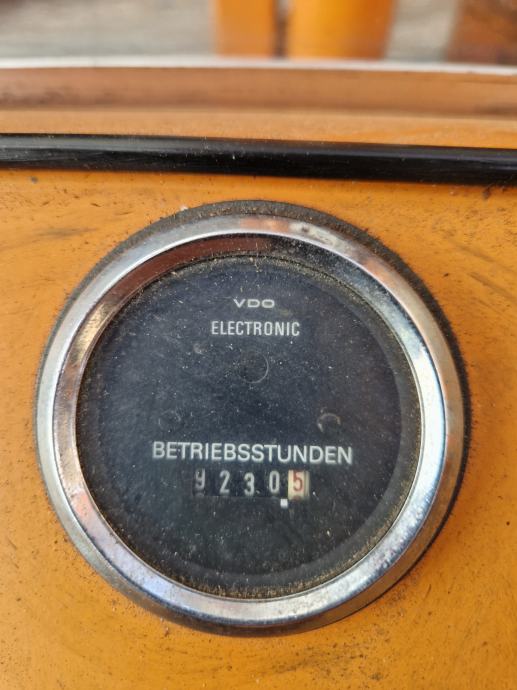 VDO
ELECTRONIC
BETRIEBSSTUNDEN
92305